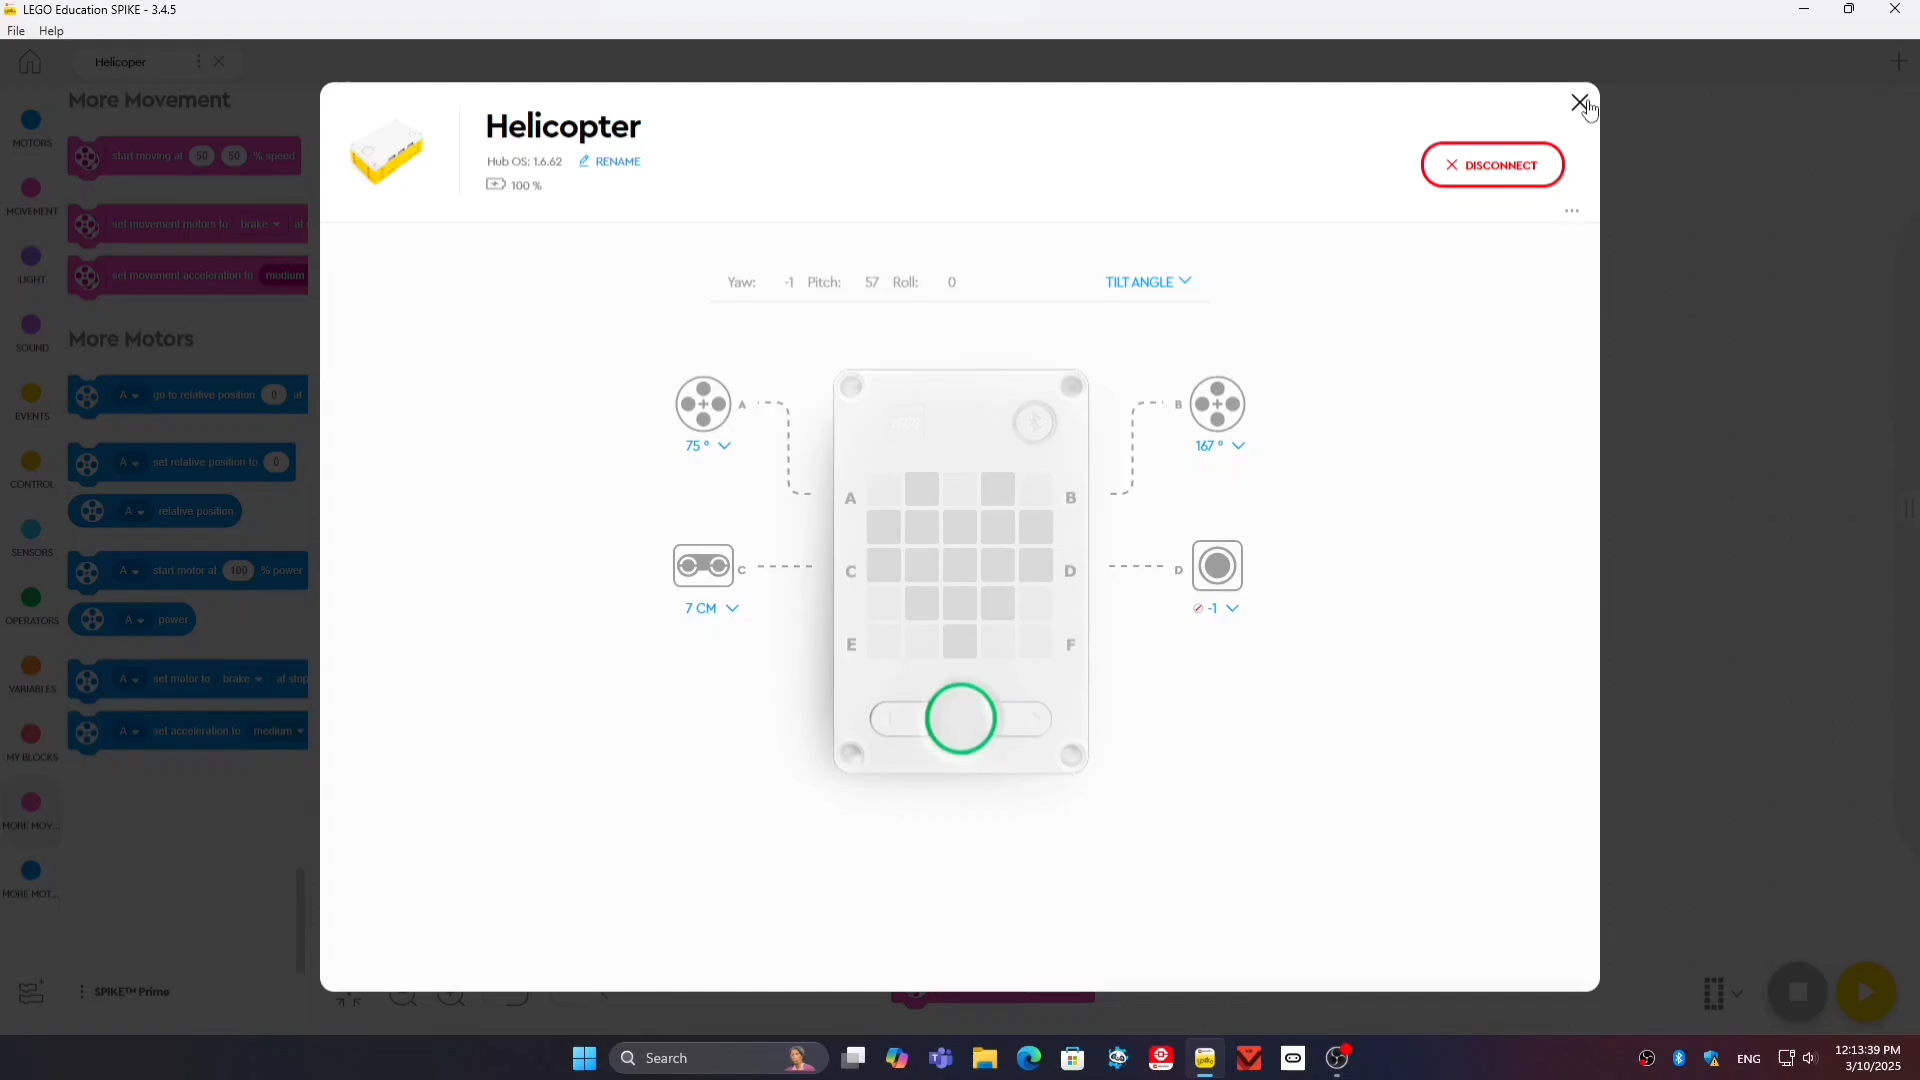 LEGO Education SPIKE - 3.4.5
File Help
Helicoper
More Movement
start moving at 50 50 % speed
set movement motors to brake at s
set movement acceleration to medium
More Motors
A go to relative position 0 at
A set relative position to 0
A relative position
A start motor at 100 % power
A power
A set motor to brake at stop
A set acceleration to medium
MOTORS
MOVEMENT
LIGHT
SOUND
EVENTS
CONTROL
SENSORS
OPERATORS
VARIABLES
MY BLOCKS
MORE MOV...
MORE MOT...
SPIKE™ Prime
Helicopter
Hub OS: 1.6.62 RENAME
100 %
DISCONNECT
...
Yaw: -1 Pitch: 57 Roll: 0 TILT ANGLE
A
75 °
B
167 °
A B
C
7 CM
C D
D
-1
E F
Search
ENG
12:13:39 PM
3/10/2025